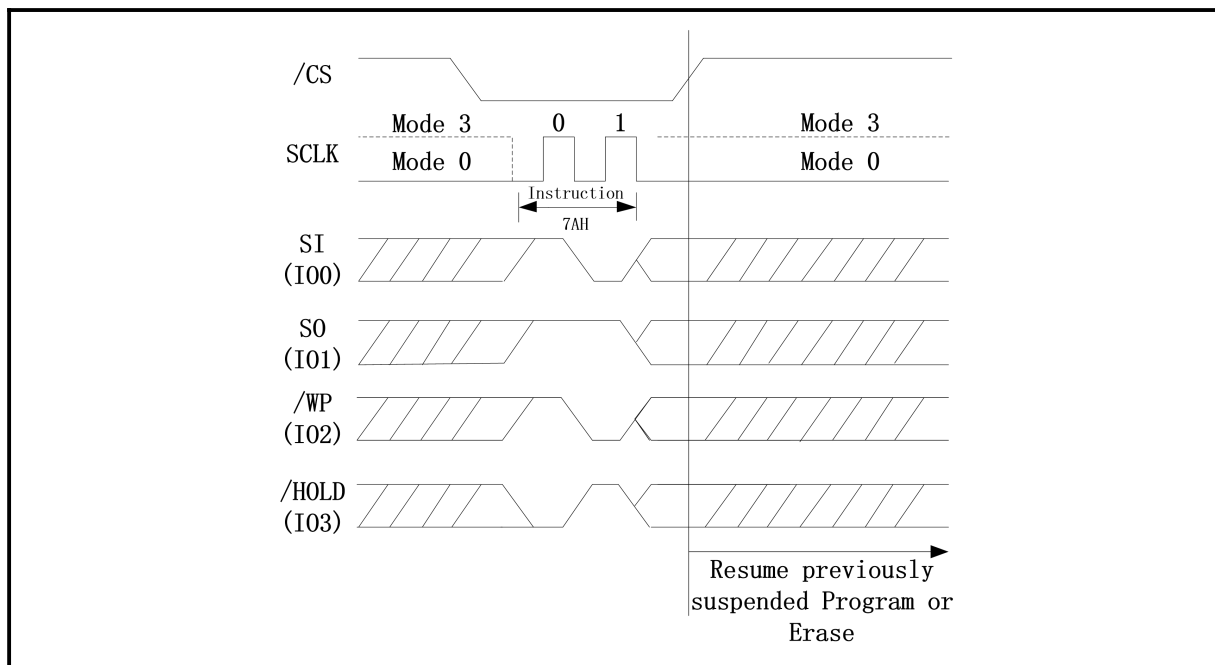 /CS
Mode 3
0
1
Mode 3
SCLK
Mode 0
Mode 0
Instruction
7AH
SI
(IO0)
SO
(IO1)
/WP
(IO2)
/HOLD
(IO3)
Resume previously
suspended Program or
Erase